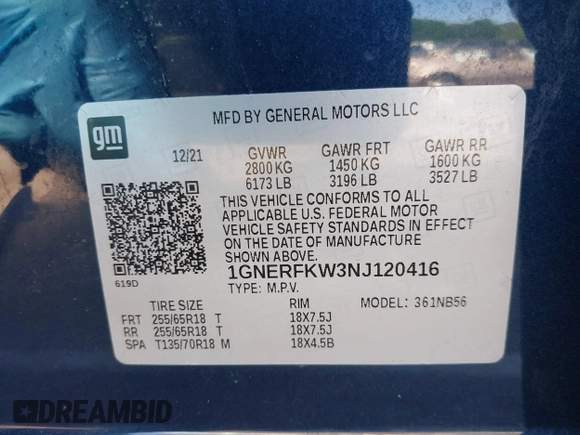 MFD BY GENERAL MOTORS LLC
gm
12/21 GVWR GAWR FRT GAWR RR
2800 KG 1450 KG 1600 KG
6173 LB 3196 LB 3527 LB
THIS VEHICLE CONFORMS TO ALL
APPLICABLE U.S. FEDERAL MOTOR
VEHICLE SAFETY STANDARDS IN EFFECT
ON THE DATE OF MANUFACTURE
SHOWN ABOVE.
619D
1GNERFKW3NJ120416
TYPE: M.P.V.
TIRE SIZE RIM MODEL: 361NB56
FRT 255/65R18 T 18X7.5J
RR 255/65R18 T 18X7.5J
SPA T135/70R18 M 18X4.5B
DREAMBID